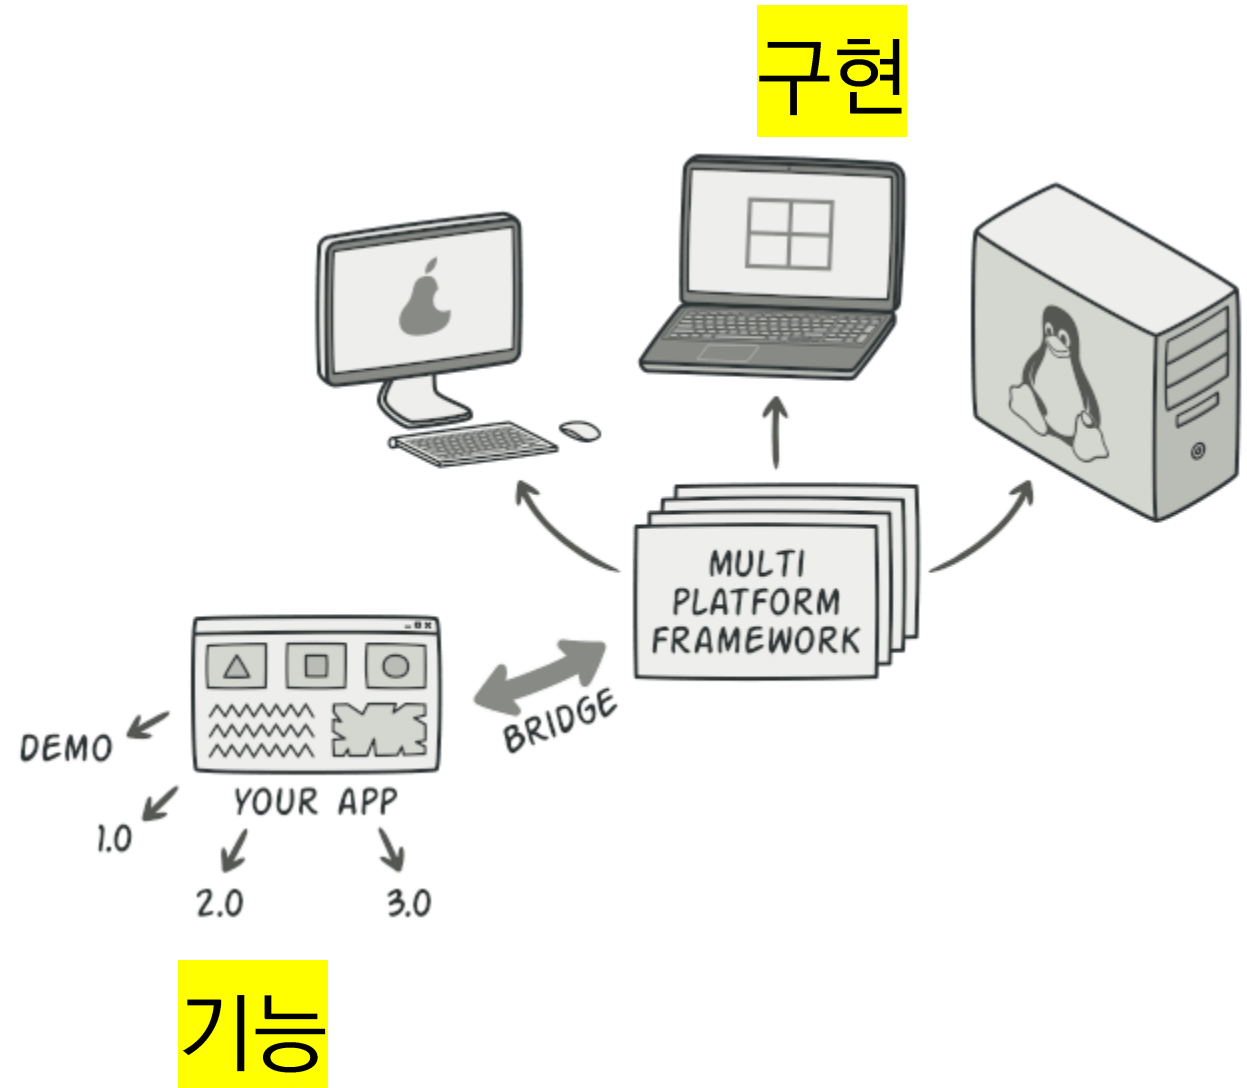 구현
MULTI
PLATFORM
FRAMEWORK
BRIDGE
DEMO
YOUR APP
1.0
2.0
3.0
기능